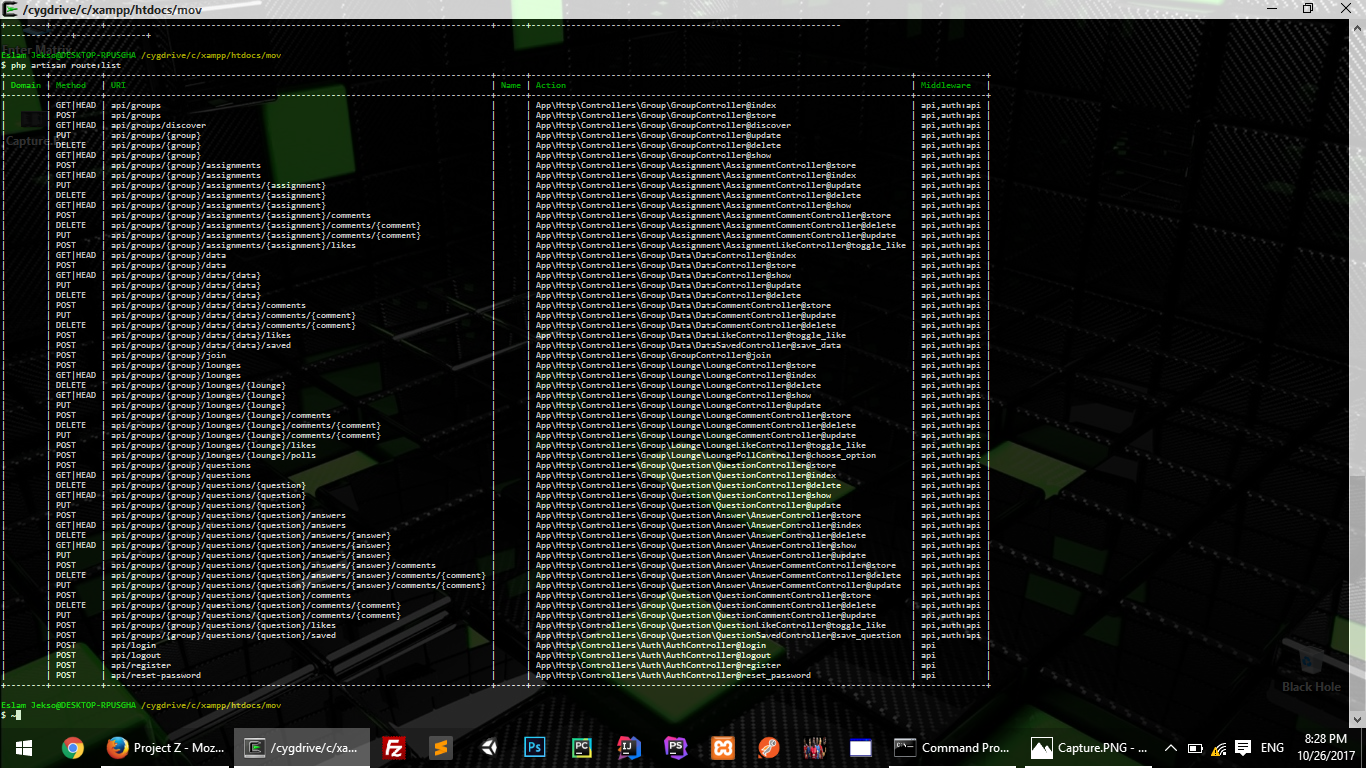 /cygdrive/c/xampp/htdocs/mov
Enter Matrix
Eslam Jekso@DESKTOP-RPUSGHA /cygdrive/c/xampp/htdocs/mov
$ php artisan route:list
| Domain | Method | URI | Name | Action | Middleware |
| | GET|HEAD | api/groups | | App\Http\Controllers\Group\GroupController@index | api,auth:api |
| | POST | api/groups | | App\Http\Controllers\Group\GroupController@store | api,auth:api |
| | GET|HEAD | api/groups/discover | | App\Http\Controllers\Group\GroupController@discover | api,auth:api |
| | PUT | api/groups/{group} | | App\Http\Controllers\Group\GroupController@update | api,auth:api |
| | DELETE | api/groups/{group} | | App\Http\Controllers\Group\GroupController@delete | api,auth:api |
| | GET|HEAD | api/groups/{group} | | App\Http\Controllers\Group\GroupController@show | api,auth:api |
| | POST | api/groups/{group}/assignments | | App\Http\Controllers\Group\Assignment\AssignmentController@store | api,auth:api |
| | GET|HEAD | api/groups/{group}/assignments | | App\Http\Controllers\Group\Assignment\AssignmentController@index | api,auth:api |
| | PUT | api/groups/{group}/assignments/{assignment} | | App\Http\Controllers\Group\Assignment\AssignmentController@update | api,auth:api |
| | DELETE | api/groups/{group}/assignments/{assignment} | | App\Http\Controllers\Group\Assignment\AssignmentController@delete | api,auth:api |
| | GET|HEAD | api/groups/{group}/assignments/{assignment} | | App\Http\Controllers\Group\Assignment\AssignmentController@show | api,auth:api |
| | POST | api/groups/{group}/assignments/{assignment}/comments | | App\Http\Controllers\Group\Assignment\AssignmentCommentController@store | api,auth:api |
| | DELETE | api/groups/{group}/assignments/{assignment}/comments/{comment} | | App\Http\Controllers\Group\Assignment\AssignmentCommentController@delete | api,auth:api |
| | PUT | api/groups/{group}/assignments/{assignment}/comments/{comment} | | App\Http\Controllers\Group\Assignment\AssignmentCommentController@update | api,auth:api |
| | POST | api/groups/{group}/assignments/{assignment}/likes | | App\Http\Controllers\Group\Assignment\AssignmentLikeController@toggle_like | api,auth:api |
| | GET|HEAD | api/groups/{group}/data | | App\Http\Controllers\Group\Data\DataController@index | api,auth:api |
| | POST | api/groups/{group}/data | | App\Http\Controllers\Group\Data\DataController@store | api,auth:api |
| | GET|HEAD | api/groups/{group}/data/{data} | | App\Http\Controllers\Group\Data\DataController@show | api,auth:api |
| | PUT | api/groups/{group}/data/{data} | | App\Http\Controllers\Group\Data\DataController@update | api,auth:api |
| | DELETE | api/groups/{group}/data/{data} | | App\Http\Controllers\Group\Data\DataController@delete | api,auth:api |
| | POST | api/groups/{group}/data/{data}/comments | | App\Http\Controllers\Group\Data\DataCommentController@store | api,auth:api |
| | PUT | api/groups/{group}/data/{data}/comments/{comment} | | App\Http\Controllers\Group\Data\DataCommentController@update | api,auth:api |
| | DELETE | api/groups/{group}/data/{data}/comments/{comment} | | App\Http\Controllers\Group\Data\DataCommentController@delete | api,auth:api |
| | POST | api/groups/{group}/data/{data}/likes | | App\Http\Controllers\Group\Data\DataLikeController@toggle_like | api,auth:api |
| | POST | api/groups/{group}/data/{data}/saved | | App\Http\Controllers\Group\Data\DataSavedController@save_data | api,auth:api |
| | POST | api/groups/{group}/join | | App\Http\Controllers\Group\GroupController@join | api,auth:api |
| | POST | api/groups/{group}/lounges | | App\Http\Controllers\Group\Lounge\LoungeController@store | api,auth:api |
| | GET|HEAD | api/groups/{group}/lounges | | App\Http\Controllers\Group\Lounge\LoungeController@index | api,auth:api |
| | DELETE | api/groups/{group}/lounges/{lounge} | | App\Http\Controllers\Group\Lounge\LoungeController@delete | api,auth:api |
| | GET|HEAD | api/groups/{group}/lounges/{lounge} | | App\Http\Controllers\Group\Lounge\LoungeController@show | api,auth:api |
| | PUT | api/groups/{group}/lounges/{lounge} | | App\Http\Controllers\Group\Lounge\LoungeController@update | api,auth:api |
| | POST | api/groups/{group}/lounges/{lounge}/comments | | App\Http\Controllers\Group\Lounge\LoungeCommentController@store | api,auth:api |
| | DELETE | api/groups/{group}/lounges/{lounge}/comments/{comment} | | App\Http\Controllers\Group\Lounge\LoungeCommentController@delete | api,auth:api |
| | PUT | api/groups/{group}/lounges/{lounge}/comments/{comment} | | App\Http\Controllers\Group\Lounge\LoungeCommentController@update | api,auth:api |
| | POST | api/groups/{group}/lounges/{lounge}/likes | | App\Http\Controllers\Group\Lounge\LoungeLikeController@toggle_like | api,auth:api |
| | POST | api/groups/{group}/lounges/{lounge}/polls | | App\Http\Controllers\Group\Lounge\LoungePollController@choose_option | api,auth:api |
| | POST | api/groups/{group}/questions | | App\Http\Controllers\Group\Question\QuestionController@store | api,auth:api |
| | GET|HEAD | api/groups/{group}/questions | | App\Http\Controllers\Group\Question\QuestionController@index | api,auth:api |
| | DELETE | api/groups/{group}/questions/{question} | | App\Http\Controllers\Group\Question\QuestionController@delete | api,auth:api |
| | GET|HEAD | api/groups/{group}/questions/{question} | | App\Http\Controllers\Group\Question\QuestionController@show | api,auth:api |
| | PUT | api/groups/{group}/questions/{question} | | App\Http\Controllers\Group\Question\QuestionController@update | api,auth:api |
| | POST | api/groups/{group}/questions/{question}/answers | | App\Http\Controllers\Group\Question\Answer\AnswerController@store | api,auth:api |
| | GET|HEAD | api/groups/{group}/questions/{question}/answers | | App\Http\Controllers\Group\Question\Answer\AnswerController@index | api,auth:api |
| | DELETE | api/groups/{group}/questions/{question}/answers/{answer} | | App\Http\Controllers\Group\Question\Answer\AnswerController@delete | api,auth:api |
| | GET|HEAD | api/groups/{group}/questions/{question}/answers/{answer} | | App\Http\Controllers\Group\Question\Answer\AnswerController@show | api,auth:api |
| | PUT | api/groups/{group}/questions/{question}/answers/{answer} | | App\Http\Controllers\Group\Question\Answer\AnswerController@update | api,auth:api |
| | POST | api/groups/{group}/questions/{question}/answers/{answer}/comments | | App\Http\Controllers\Group\Question\Answer\AnswerCommentController@store | api,auth:api |
| | DELETE | api/groups/{group}/questions/{question}/answers/{answer}/comments/{comment} | | App\Http\Controllers\Group\Question\Answer\AnswerCommentController@delete | api,auth:api |
| | PUT | api/groups/{group}/questions/{question}/answers/{answer}/comments/{comment} | | App\Http\Controllers\Group\Question\Answer\AnswerCommentController@update | api,auth:api |
| | POST | api/groups/{group}/questions/{question}/comments | | App\Http\Controllers\Group\Question\QuestionCommentController@store | api,auth:api |
| | DELETE | api/groups/{group}/questions/{question}/comments/{comment} | | App\Http\Controllers\Group\Question\QuestionCommentController@delete | api,auth:api |
| | PUT | api/groups/{group}/questions/{question}/comments/{comment} | | App\Http\Controllers\Group\Question\QuestionCommentController@update | api,auth:api |
| | POST | api/groups/{group}/questions/{question}/likes | | App\Http\Controllers\Group\Question\QuestionLikeController@toggle_like | api,auth:api |
| | POST | api/groups/{group}/questions/{question}/saved | | App\Http\Controllers\Group\Question\QuestionSavedController@save_question | api,auth:api |
| | POST | api/login | | App\Http\Controllers\Auth\AuthController@login | api |
| | POST | api/logout | | App\Http\Controllers\Auth\AuthController@logout | api |
| | POST | api/register | | App\Http\Controllers\Auth\AuthController@register | api |
| | POST | api/reset-password | | App\Http\Controllers\Auth\AuthController@reset_password | api |
Black Hole
Eslam Jekso@DESKTOP-RPUSGHA /cygdrive/c/xampp/htdocs/mov
$ ~
Project Z - Moz... /cygdrive/c/xa... Fz Ps PC IJ PS Command Pro... Capture.PNG - ... ENG 8:28 PM
10/26/2017